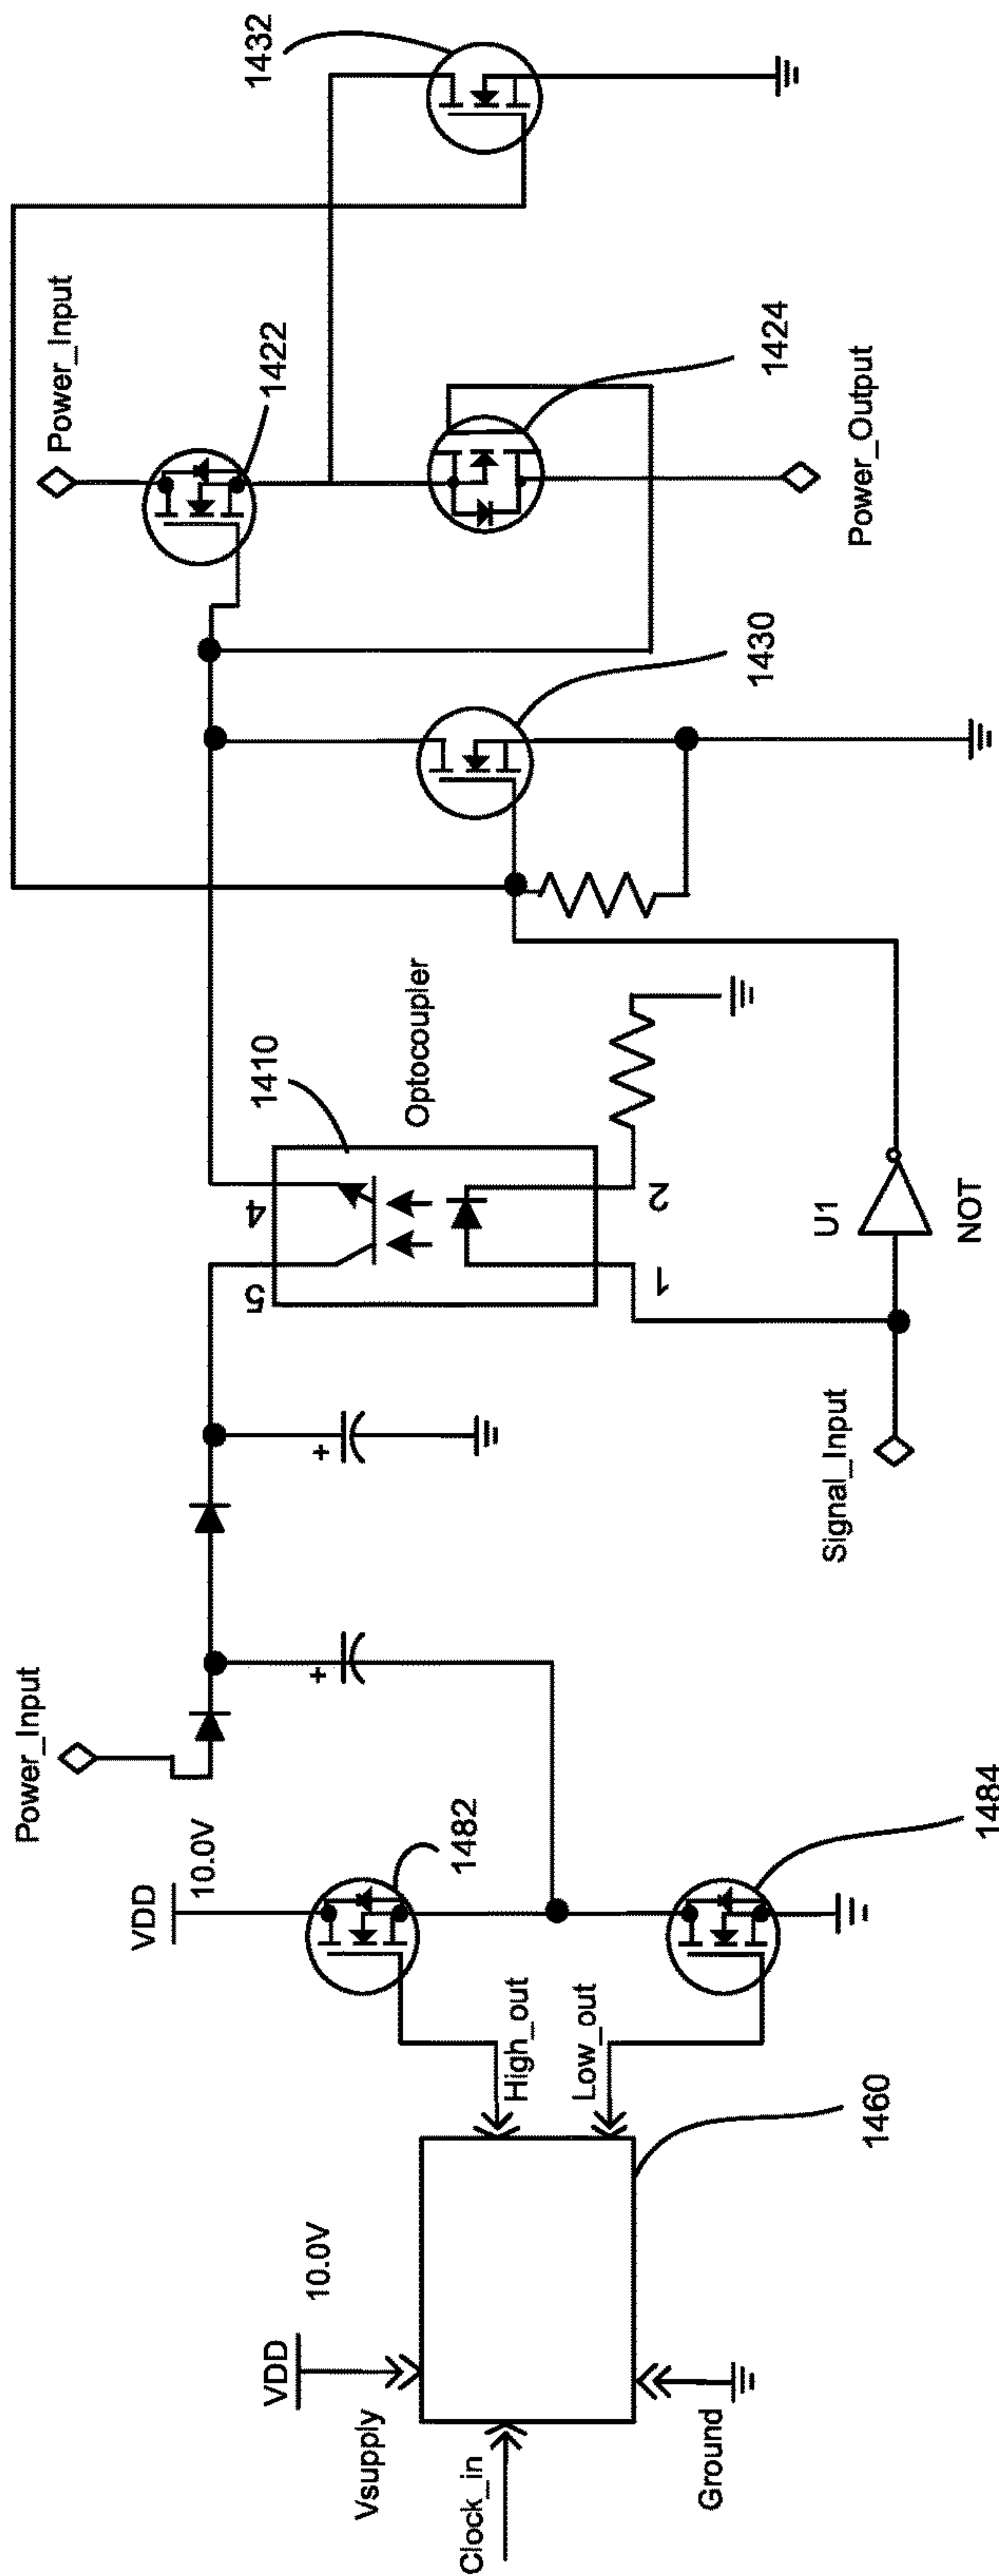 Clock_in
Vsupply
VDD
10.0V
Ground
1460
High_out
Low_out
VDD
10.0V
1482
1484
Power_Input
Signal_Input
U1
NOT
5
4
1
2
1410
Optocoupler
1430
Power_Input
1422
1424
Power_Output
1432
+
+